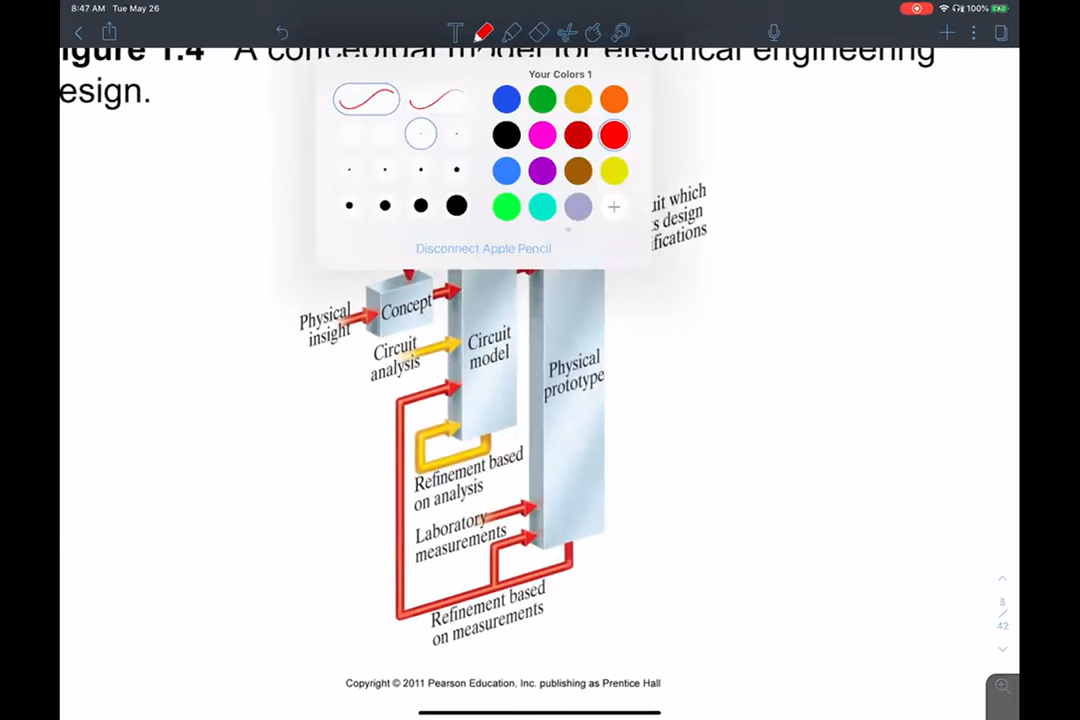 8:47 AM Tue May 26
100%
igure 1.4 A conceptual model for electrical engineering
esign.
Your Colors 1
Disconnect Apple Pencil
uit which
s design
ifications
Physical
insight
Concept
Circuit
analysis
Circuit
model
Physical
prototype
Refinement based
on analysis
Laboratory
measurements
Refinement based
on measurements
8
/
42
Copyright © 2011 Pearson Education, Inc. publishing as Prentice Hall